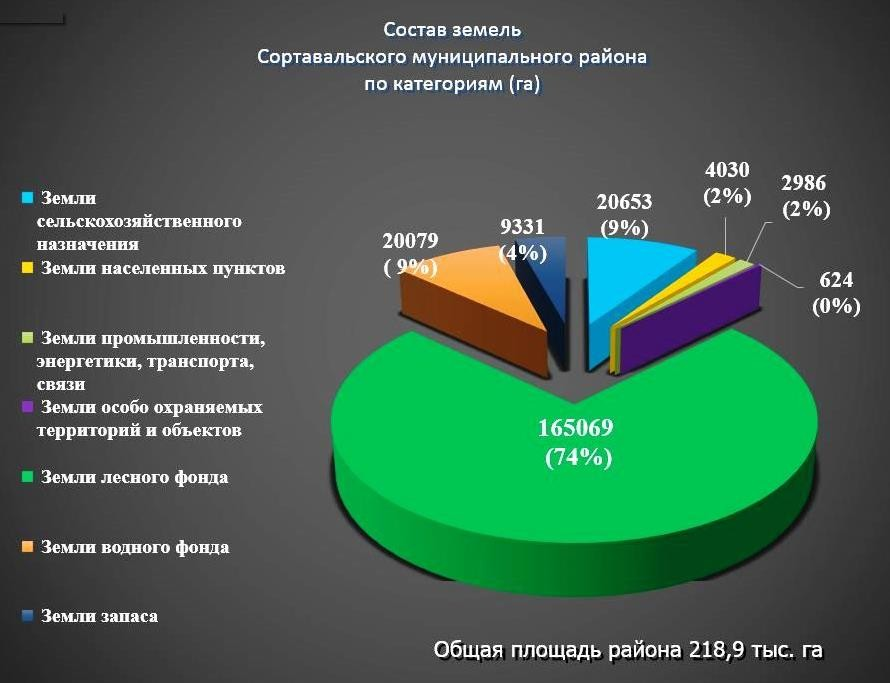 Состав земель
Сортавальского муниципального района
по категориям (га)
Земли
сельскохозяйственного
назначения
Земли населенных пунктов
Земли промышленности,
энергетики, транспорта,
связи
Земли особо охраняемых
территорий и объектов
Земли лесного фонда
Земли водного фонда
Земли запаса
20079
( 9%)
9331
(4%)
20653
(9%)
4030
(2%)
2986
(2%)
624
(0%)
165069
(74%)
Общая площадь района 218,9 тыс. га